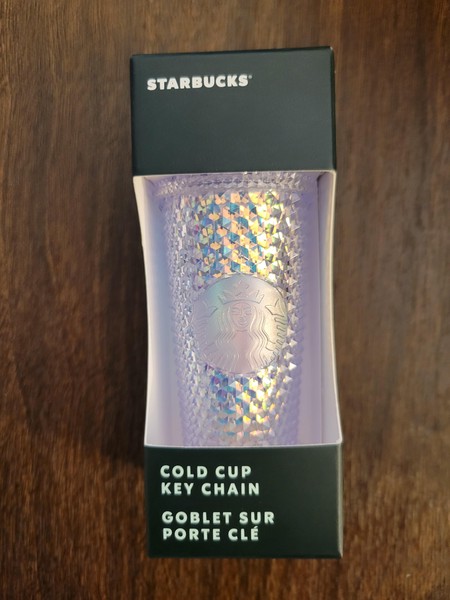 STARBUCKS®
COLD CUP
KEY CHAIN
GOBLET SUR
PORTE CLÉ